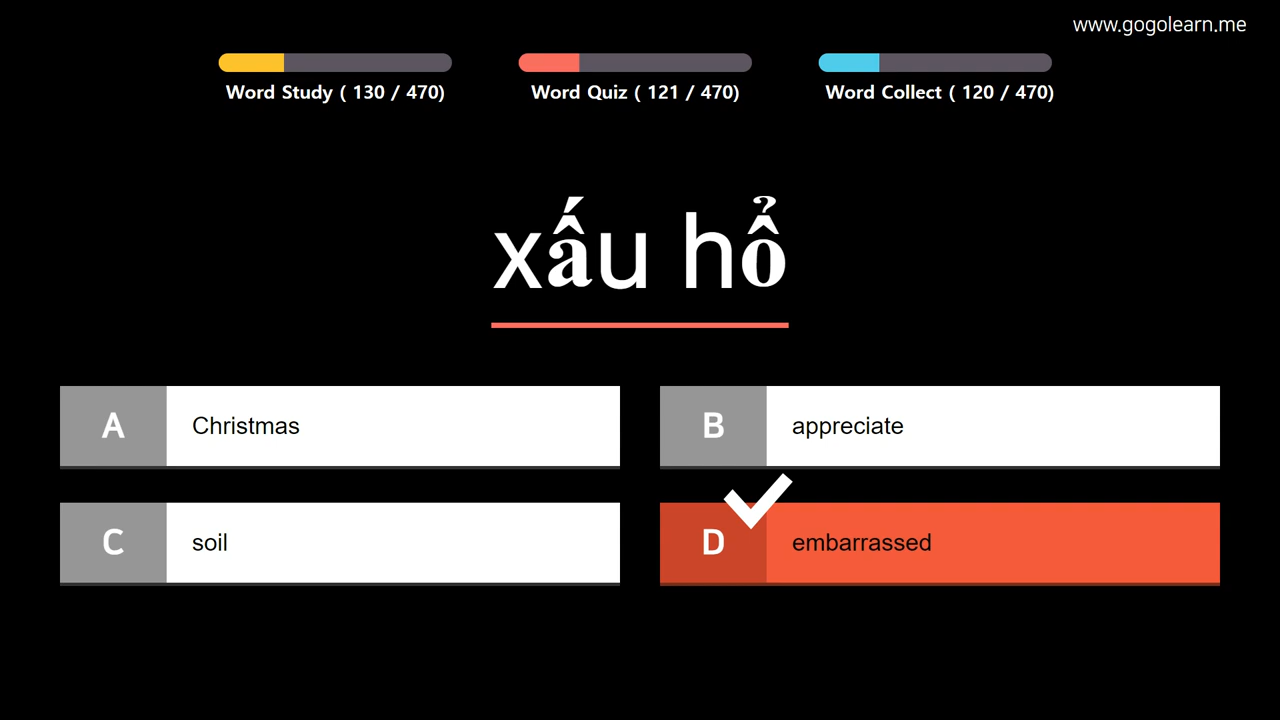 www.gogolearn.me
Word Study ( 130 / 470)
Word Quiz ( 121 / 470)
Word Collect ( 120 / 470)
xấu hổ
A Christmas
B appreciate
C soil
D embarrassed